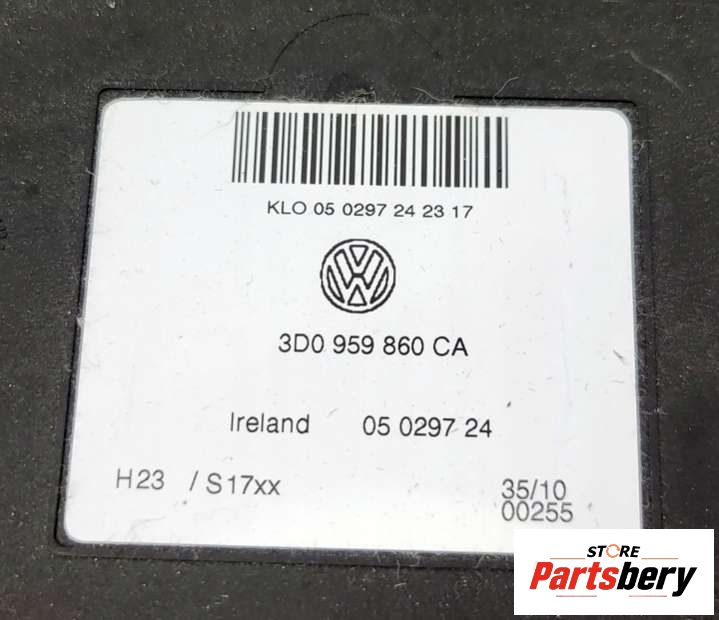 KLO 05 0297 24 23 17
3D0 959 860 CA
Ireland 05 0297 24
H23 / S17xx 35/10
00255
STORE
Partsbery